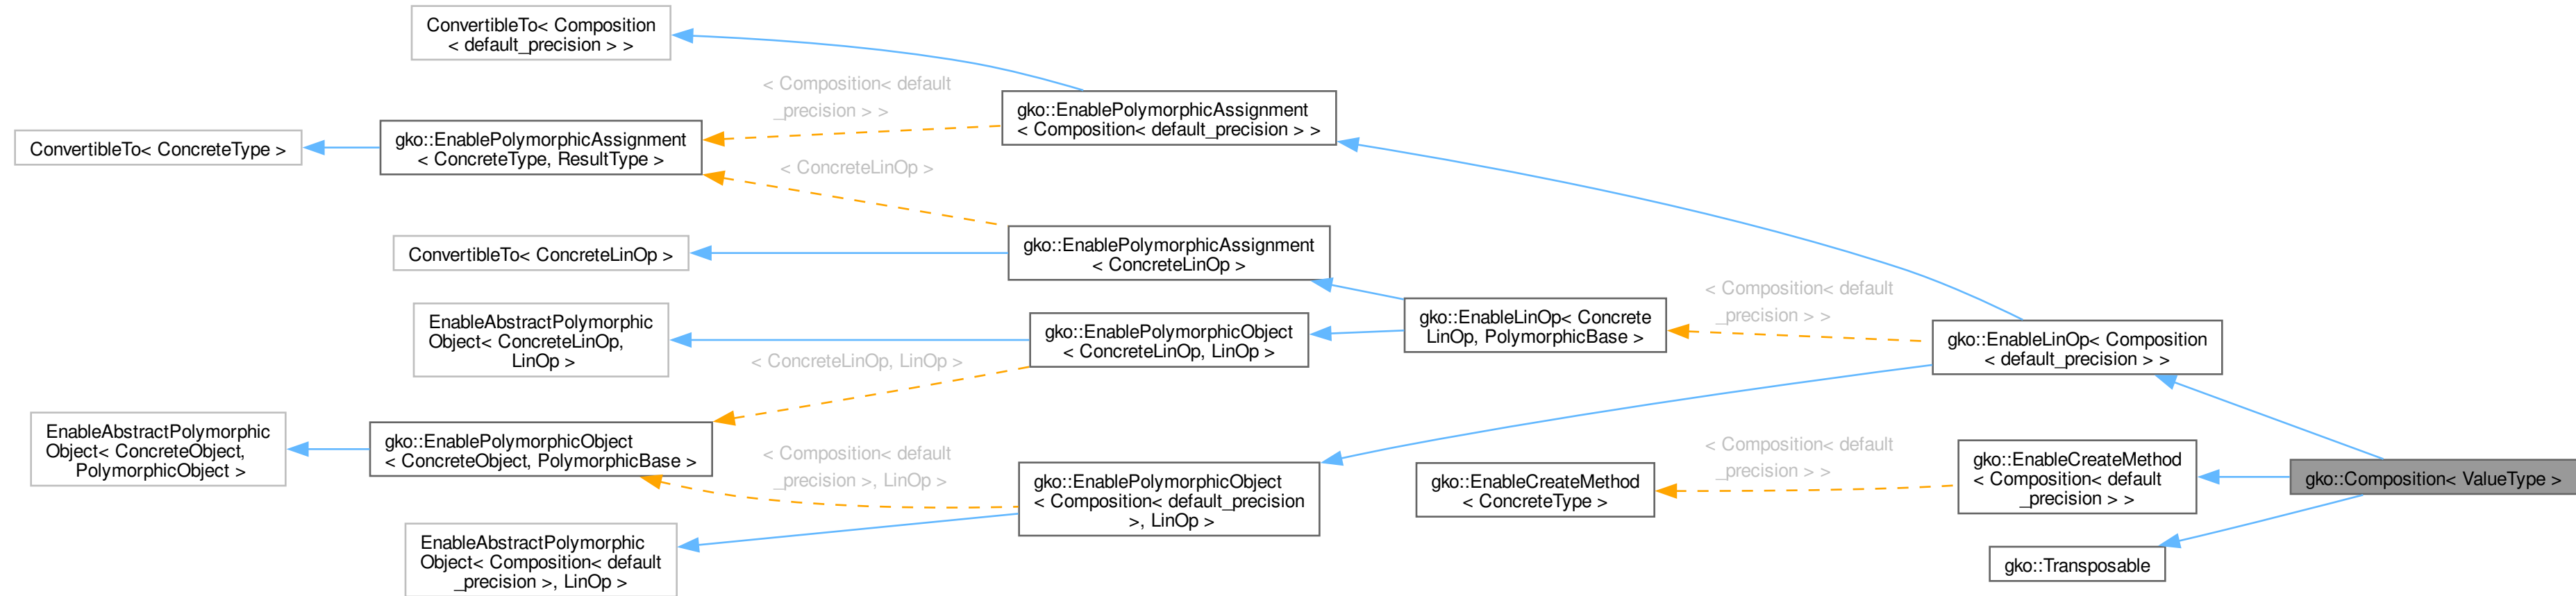 ConvertibleTo< Composition
< default_precision > >
< Composition< default
_precision > >
gko::EnablePolymorphicAssignment
< Composition< default_precision > >
ConvertibleTo< ConcreteType >
gko::EnablePolymorphicAssignment
< ConcreteType, ResultType >
< ConcreteLinOp >
ConvertibleTo< ConcreteLinOp >
gko::EnablePolymorphicAssignment
< ConcreteLinOp >
EnableAbstractPolymorphic
Object< ConcreteLinOp,
LinOp >
gko::EnablePolymorphicObject
< ConcreteLinOp, LinOp >
gko::EnableLinOp< Concrete
LinOp, PolymorphicBase >
< Composition< default
_precision > >
gko::EnableLinOp< Composition
< default_precision > >
< ConcreteLinOp, LinOp >
EnableAbstractPolymorphic
Object< ConcreteObject,
PolymorphicObject >
gko::EnablePolymorphicObject
< ConcreteObject, PolymorphicBase >
< Composition< default
_precision >, LinOp >
gko::EnablePolymorphicObject
< Composition< default_precision
>, LinOp >
gko::EnableCreateMethod
< ConcreteType >
< Composition< default
_precision > >
gko::EnableCreateMethod
< Composition< default
_precision > >
gko::Composition< ValueType >
EnableAbstractPolymorphic
Object< Composition< default
_precision >, LinOp >
gko::Transposable